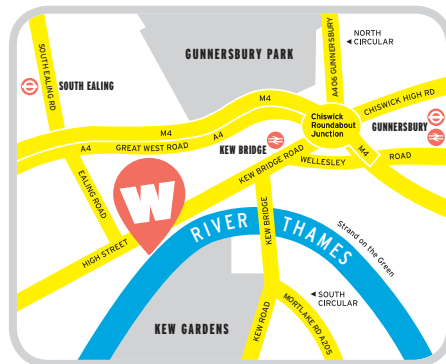 NORTH
CIRCULAR
GUNNERSBURY PARK
SOUTH EALING RD
A406 GUNNERSBURY
SOUTH EALING
CHISWICK HIGH RD
M4
Chiswick
Roundabout
Junction
GUNNERSBURY
M4
A4
A4
GREAT WEST ROAD
KEW BRIDGE
M4
ROAD
WELLESLEY
KEW BRIDGE ROAD
EALING ROAD
W
KEW BRIDGE
RIVER THAMES
Strand on the Green
HIGH STREET
SOUTH
CIRCULAR
KEW GARDENS
KEW ROAD
MORTLAKE RD A205